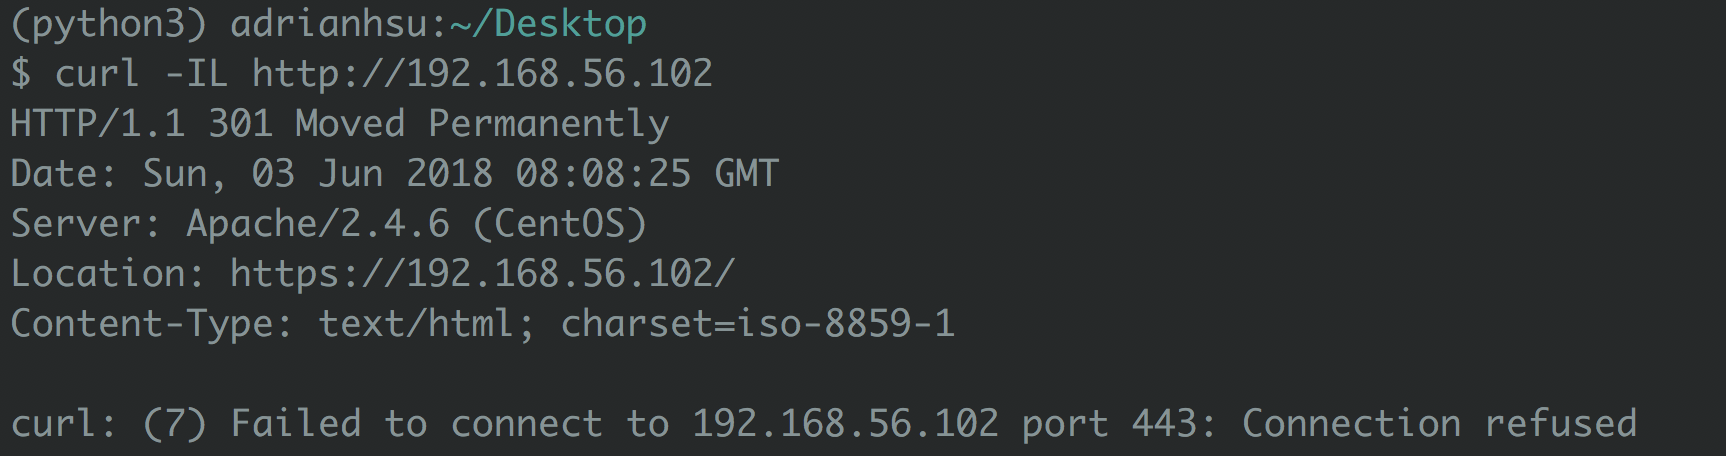 (python3) adrianhsu:~/Desktop
$ curl -IL http://192.168.56.102
HTTP/1.1 301 Moved Permanently
Date: Sun, 03 Jun 2018 08:08:25 GMT
Server: Apache/2.4.6 (CentOS)
Location: https://192.168.56.102/
Content-Type: text/html; charset=iso-8859-1
curl: (7) Failed to connect to 192.168.56.102 port 443: Connection refused